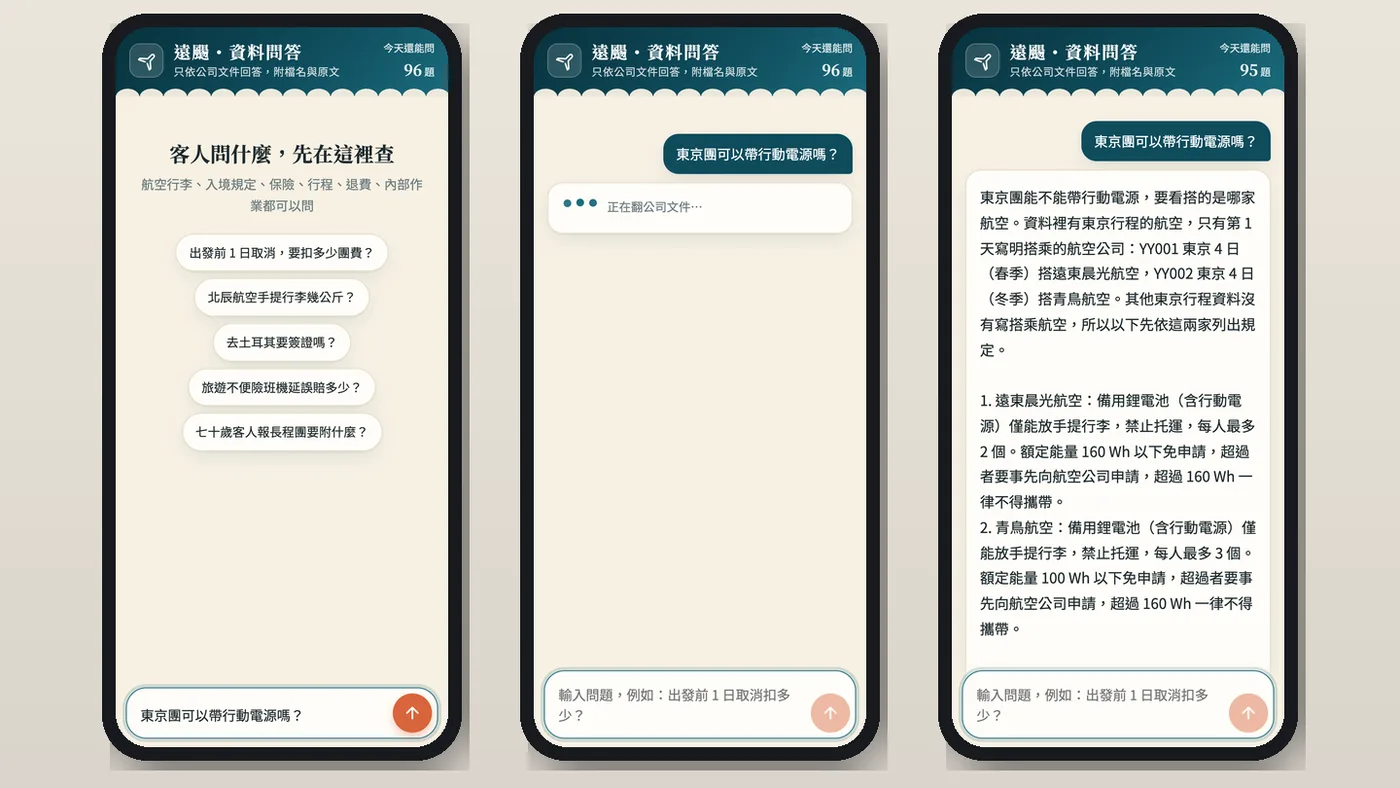 遠颺・資料問答
只依公司文件回答，附檔名與原文
今天還能問
96 題
客人問什麼，先在這裡查
航空行李、入境規定、保險、行程、退費、內部作
業都可以問
出發前 1 日取消，要扣多少團費？
北辰航空手提行李幾公斤？
去土耳其要簽證嗎？
旅遊不便險班機延誤賠多少？
七十歲客人報長程團要附什麼？
東京團可以帶行動電源嗎？
遠颺・資料問答
只依公司文件回答，附檔名與原文
今天還能問
96 題
東京團可以帶行動電源嗎？
正在翻公司文件…
輸入問題，例如：出發前 1 日取消扣多
少？
遠颺・資料問答
只依公司文件回答，附檔名與原文
今天還能問
95 題
東京團可以帶行動電源嗎？
東京團能不能帶行動電源，要看搭的是哪家
航空。資料裡有東京行程的航空，只有第 1
天寫明搭乘的航空公司：YY001 東京 4 日
（春季）搭遠東晨光航空，YY002 東京 4 日
（冬季）搭青鳥航空。其他東京行程資料沒
有寫搭乘航空，所以以下先依這兩家列出規
定。
1. 遠東晨光航空：備用鋰電池（含行動電
源）僅能放手提行李，禁止托運，每人最多
2 個。額定能量 160 Wh 以下免申請，超過
者要事先向航空公司申請，超過 160 Wh 一
律不得攜帶。
2. 青鳥航空：備用鋰電池（含行動電源）僅
能放手提行李，禁止托運，每人最多 3 個。
額定能量 100 Wh 以下免申請，超過者要事
先向航空公司申請，超過 160 Wh 一律不得
攜帶。
輸入問題，例如：出發前 1 日取消扣多
少？